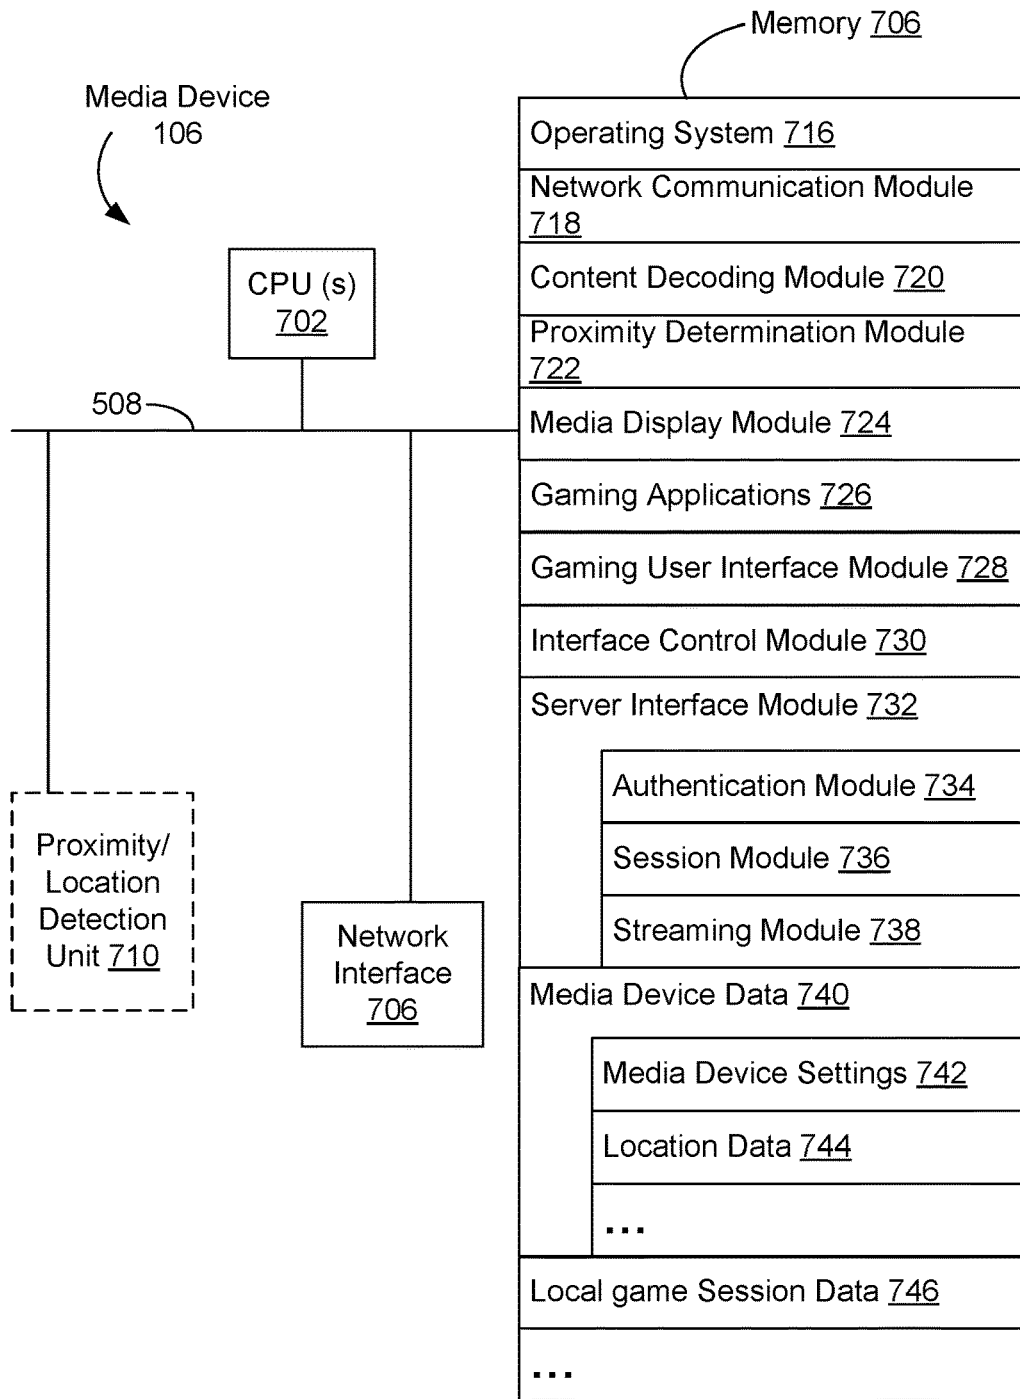 Memory 706
Media Device
106
Operating System 716
Network Communication Module
718
CPU (s)
702
Content Decoding Module 720
Proximity Determination Module
722
508
Media Display Module 724
Gaming Applications 726
Gaming User Interface Module 728
Interface Control Module 730
Server Interface Module 732
Authentication Module 734
Session Module 736
Streaming Module 738
Proximity/
Location
Detection
Unit 710
Network
Interface
706
Media Device Data 740
Media Device Settings 742
Location Data 744
...
Local game Session Data 746
...